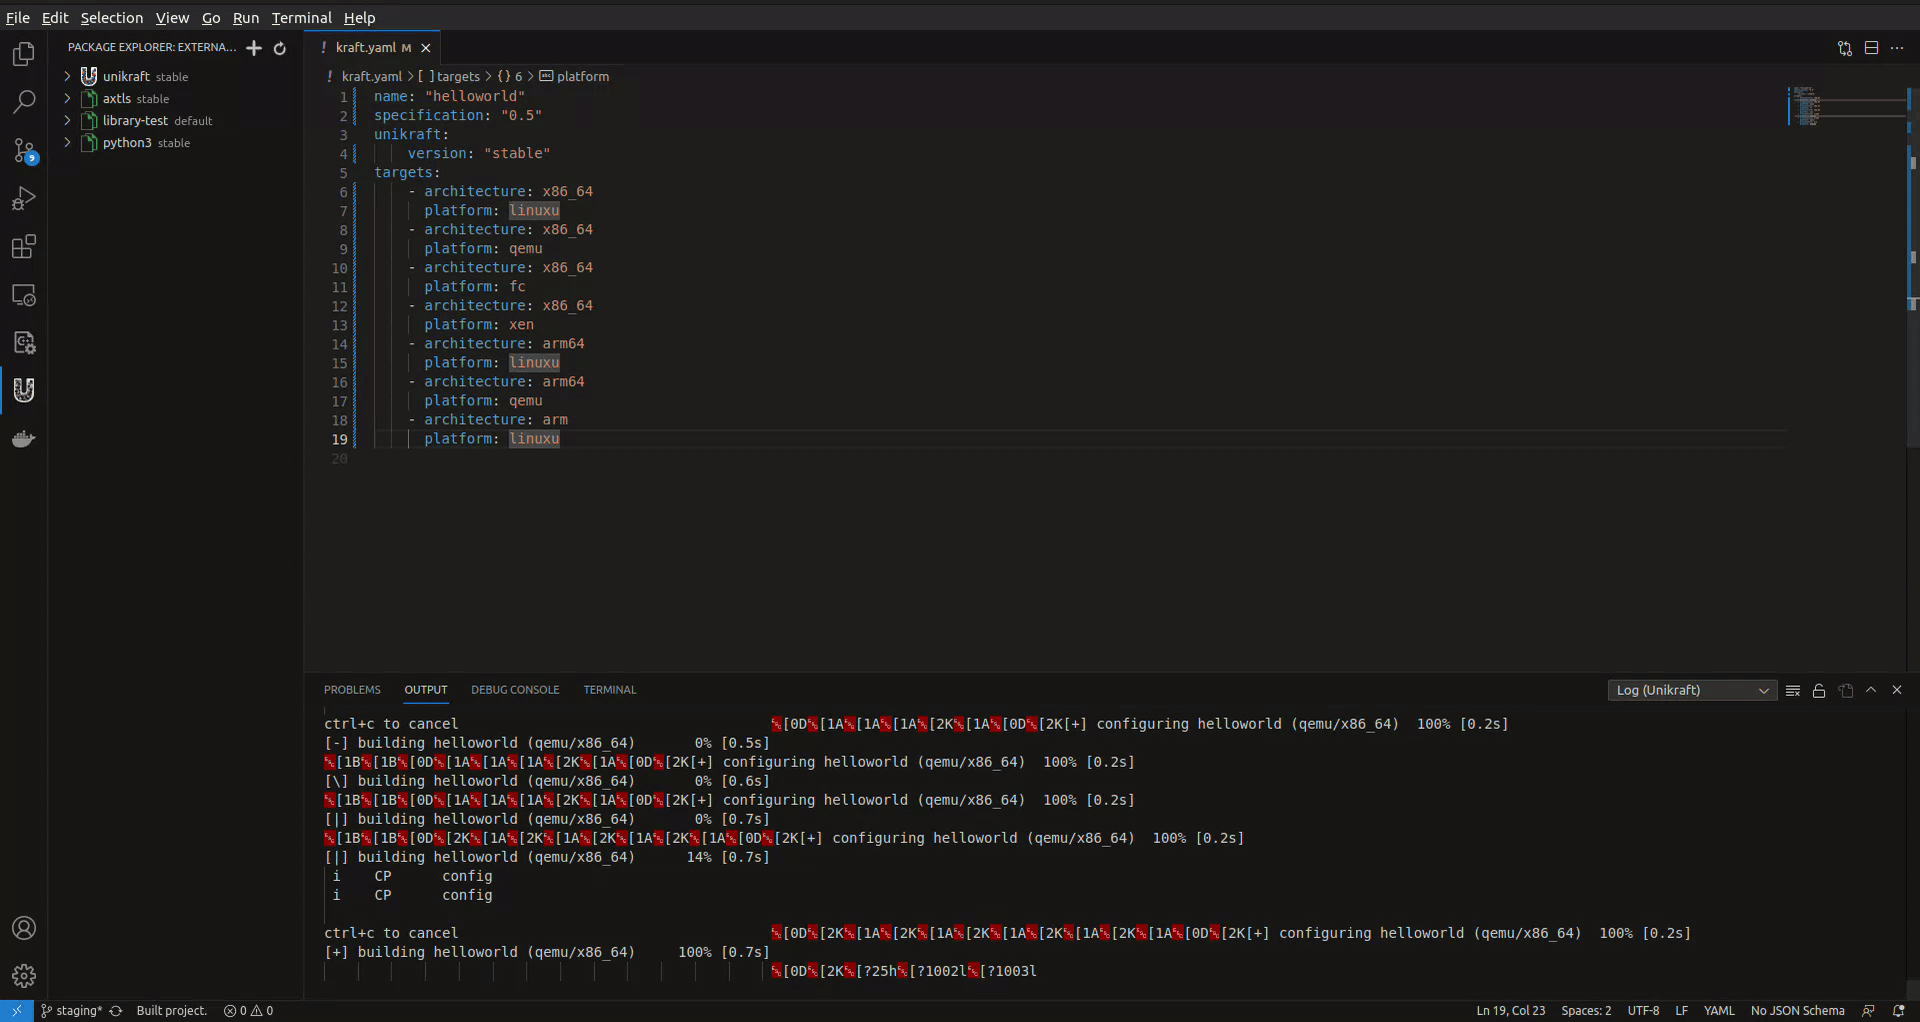 File Edit Selection View Go Run Terminal Help
PACKAGE EXPLORER: EXTERNA...
unikraft stable
axtls stable
library-test default
python3 stable
9
! kraft.yaml M
! kraft.yaml > [ ] targets > {} 6 > abc platform
1 name: "helloworld"
2 specification: "0.5"
3 unikraft:
4 version: "stable"
5 targets:
6 - architecture: x86_64
7 platform: linuxu
8 - architecture: x86_64
9 platform: qemu
10 - architecture: x86_64
11 platform: fc
12 - architecture: x86_64
13 platform: xen
14 - architecture: arm64
15 platform: linuxu
16 - architecture: arm64
17 platform: qemu
18 - architecture: arm
19 platform: linuxu
20
PROBLEMS OUTPUT DEBUG CONSOLE TERMINAL
Log (Unikraft)
ctrl+c to cancel [0D[1A[1A[1A[2K[1A[0D[2K[+] configuring helloworld (qemu/x86_64) 100% [0.2s]
[-] building helloworld (qemu/x86_64) 0% [0.5s]
[1B[1B[0D[1A[1A[1A[2K[1A[0D[2K[+] configuring helloworld (qemu/x86_64) 100% [0.2s]
[\] building helloworld (qemu/x86_64) 0% [0.6s]
[1B[1B[0D[1A[1A[1A[2K[1A[0D[2K[+] configuring helloworld (qemu/x86_64) 100% [0.2s]
[|] building helloworld (qemu/x86_64) 0% [0.7s]
[1B[1B[0D[2K[1A[2K[1A[2K[1A[2K[1A[0D[2K[+] configuring helloworld (qemu/x86_64) 100% [0.2s]
[|] building helloworld (qemu/x86_64) 14% [0.7s]
i CP config
i CP config
ctrl+c to cancel [0D[2K[1A[2K[1A[2K[1A[2K[1A[2K[1A[0D[2K[+] configuring helloworld (qemu/x86_64) 100% [0.2s]
[+] building helloworld (qemu/x86_64) 100% [0.7s]
[0D[2K[?25h[?1002l[?1003l
staging* Built project. 0 0
Ln 19, Col 23 Spaces: 2 UTF-8 LF YAML No JSON Schema